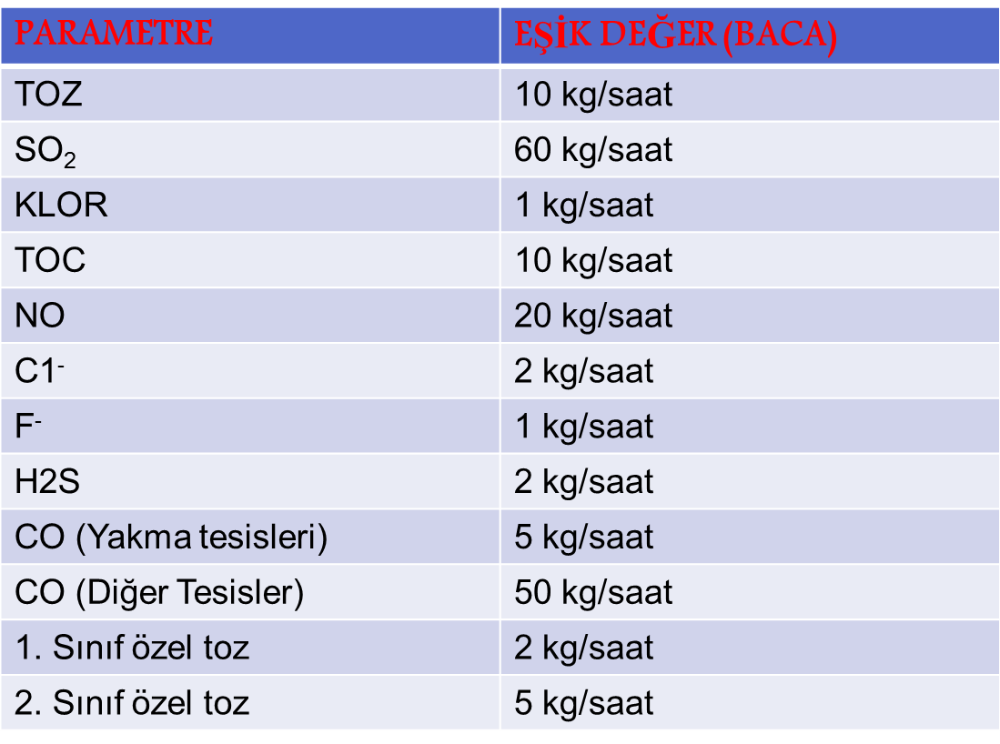 PARAMETRE EŞİK DEĞER (BACA)
TOZ 10 kg/saat
SO₂ 60 kg/saat
KLOR 1 kg/saat
TOC 10 kg/saat
NO 20 kg/saat
C1⁻ 2 kg/saat
F⁻ 1 kg/saat
H2S 2 kg/saat
CO (Yakma tesisleri) 5 kg/saat
CO (Diğer Tesisler) 50 kg/saat
1. Sınıf özel toz 2 kg/saat
2. Sınıf özel toz 5 kg/saat